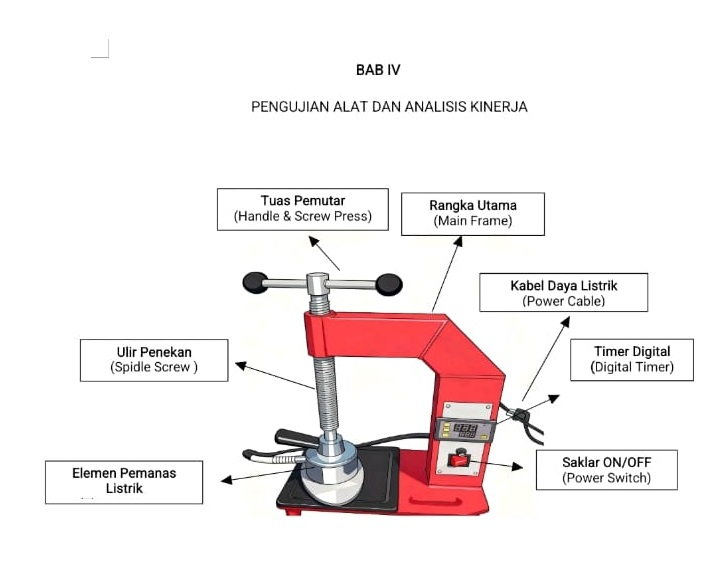 BAB IV
PENGUJIAN ALAT DAN ANALISIS KINERJA
Tuas Pemutar
(Handle & Screw Press)
Rangka Utama
(Main Frame)
Kabel Daya Listrik
(Power Cable)
Ulir Penekan
(Spidle Screw )
Timer Digital
(Digital Timer)
Elemen Pemanas
Listrik
Saklar ON/OFF
(Power Switch)